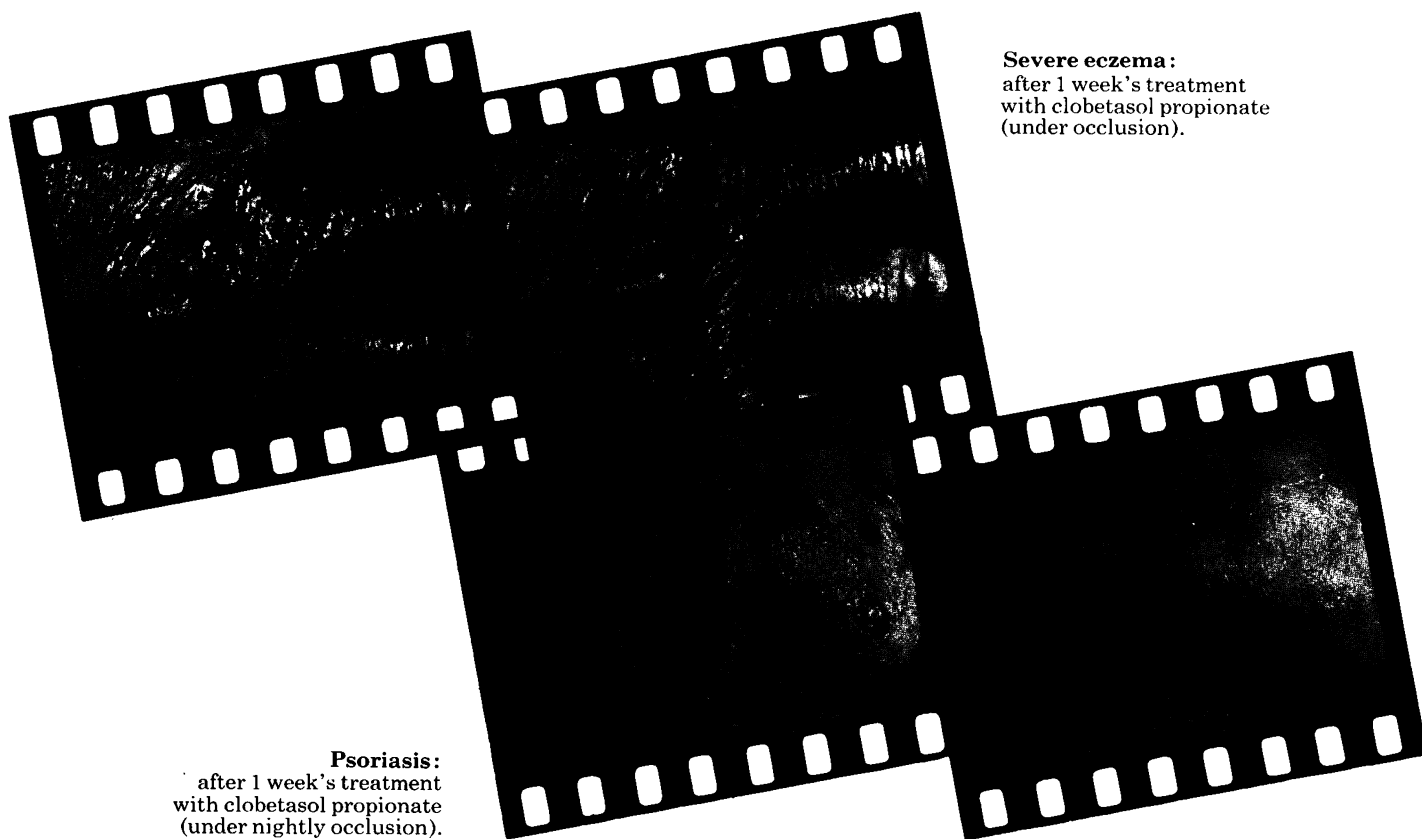 Severe eczema:
after 1 week's treatment
with clobetasol propionate
(under occlusion).
Psoriasis:
after 1 week's treatment
with clobetasol propionate
(under nightly occlusion).